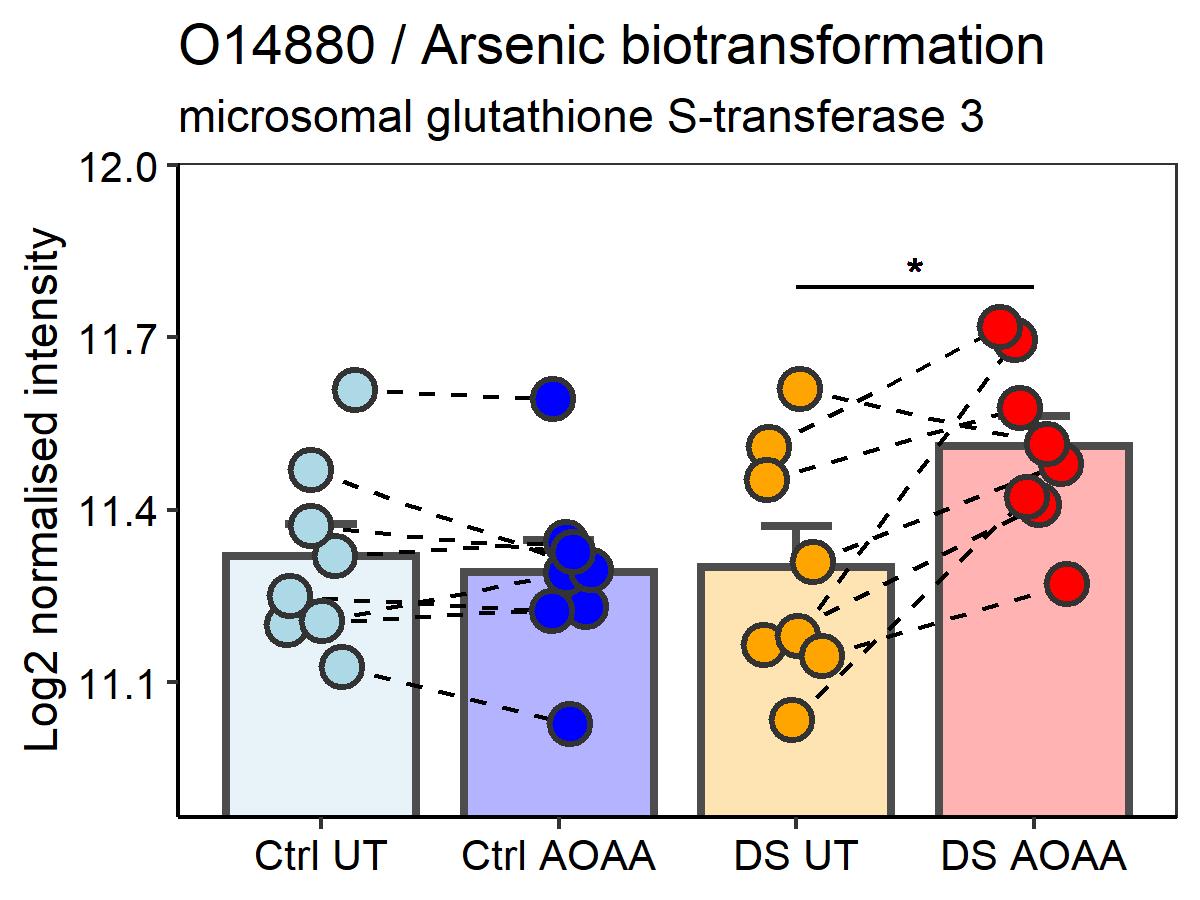 O14880 / Arsenic biotransformation
microsomal glutathione S-transferase 3
Log2 normalised intensity
12.0
11.7
11.4
11.1
*
Ctrl UT
Ctrl AOAA
DS UT
DS AOAA